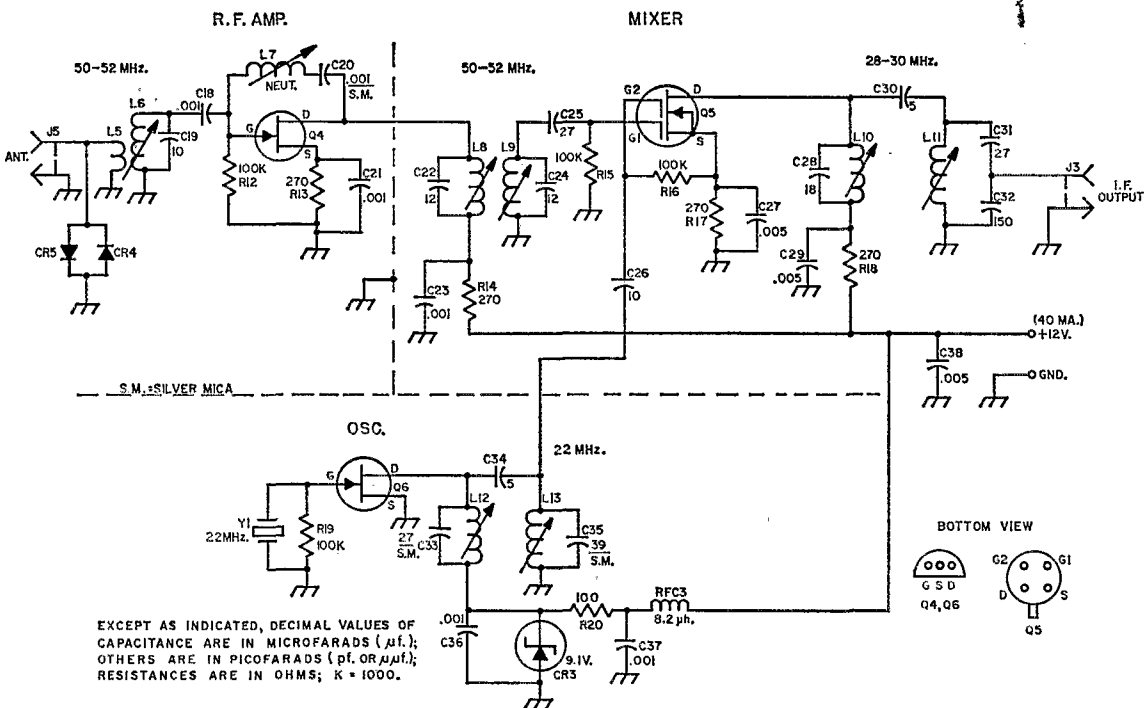 R.F. AMP.
MIXER
50-52 MHz.
L7
NEUT.
C20
.001
S.M.
50-52 MHz.
28-30 MHz.
L6
C18
.001
C19
10
J5
ANT.
L5
G
D
Q4
S
100K
R12
270
R13
C21
.001
CR5
CR4
L8
C22
12
L9
C24
12
C25
27
100K
R15
G2
G1
D
Q5
S
100K
R16
270
R17
C27
.005
C30
5
L10
C28
18
L11
C31
27
C32
150
J3
I.F.
OUTPUT
C29
.005
270
R18
C23
.001
R14
270
C26
10
(40 MA.)
+12V.
C38
.005
GND.
S.M.=SILVER MICA
OSC.
22 MHz.
G
D
Q6
S
C34
5
L12
L13
Y1
22MHz.
R19
100K
27
S.M.
C33
C35
39
S.M.
100
R20
RFC3
8.2 µh.
.001
C36
9.1V.
CR3
C37
.001
BOTTOM VIEW
G S D
Q4,Q6
G2
G1
D
S
Q5
EXCEPT AS INDICATED, DECIMAL VALUES OF
CAPACITANCE ARE IN MICROFARADS (µf.);
OTHERS ARE IN PICOFARADS (pf. OR µµf.);
RESISTANCES ARE IN OHMS; K = 1000.